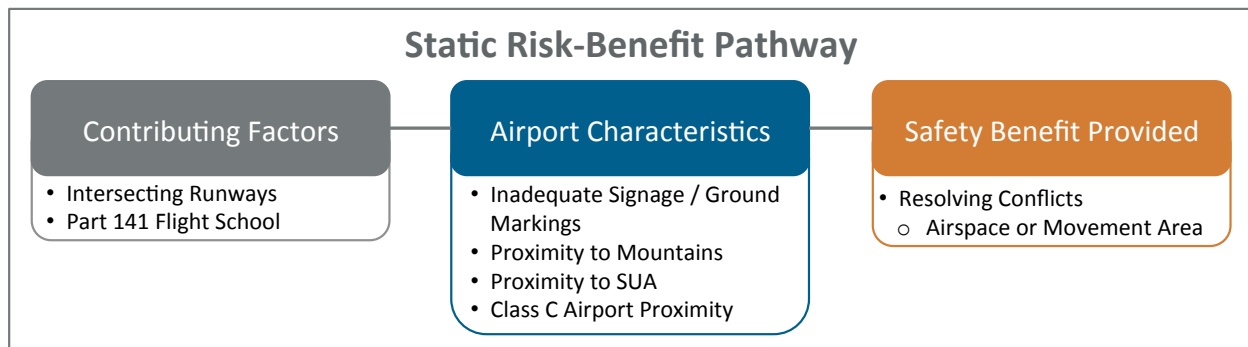 Static Risk-Benefit Pathway
Contributing Factors
• Intersecting Runways
• Part 141 Flight School
Airport Characteristics
• Inadequate Signage / Ground
Markings
• Proximity to Mountains
• Proximity to SUA
• Class C Airport Proximity
Safety Benefit Provided
• Resolving Conflicts
o Airspace or Movement Area